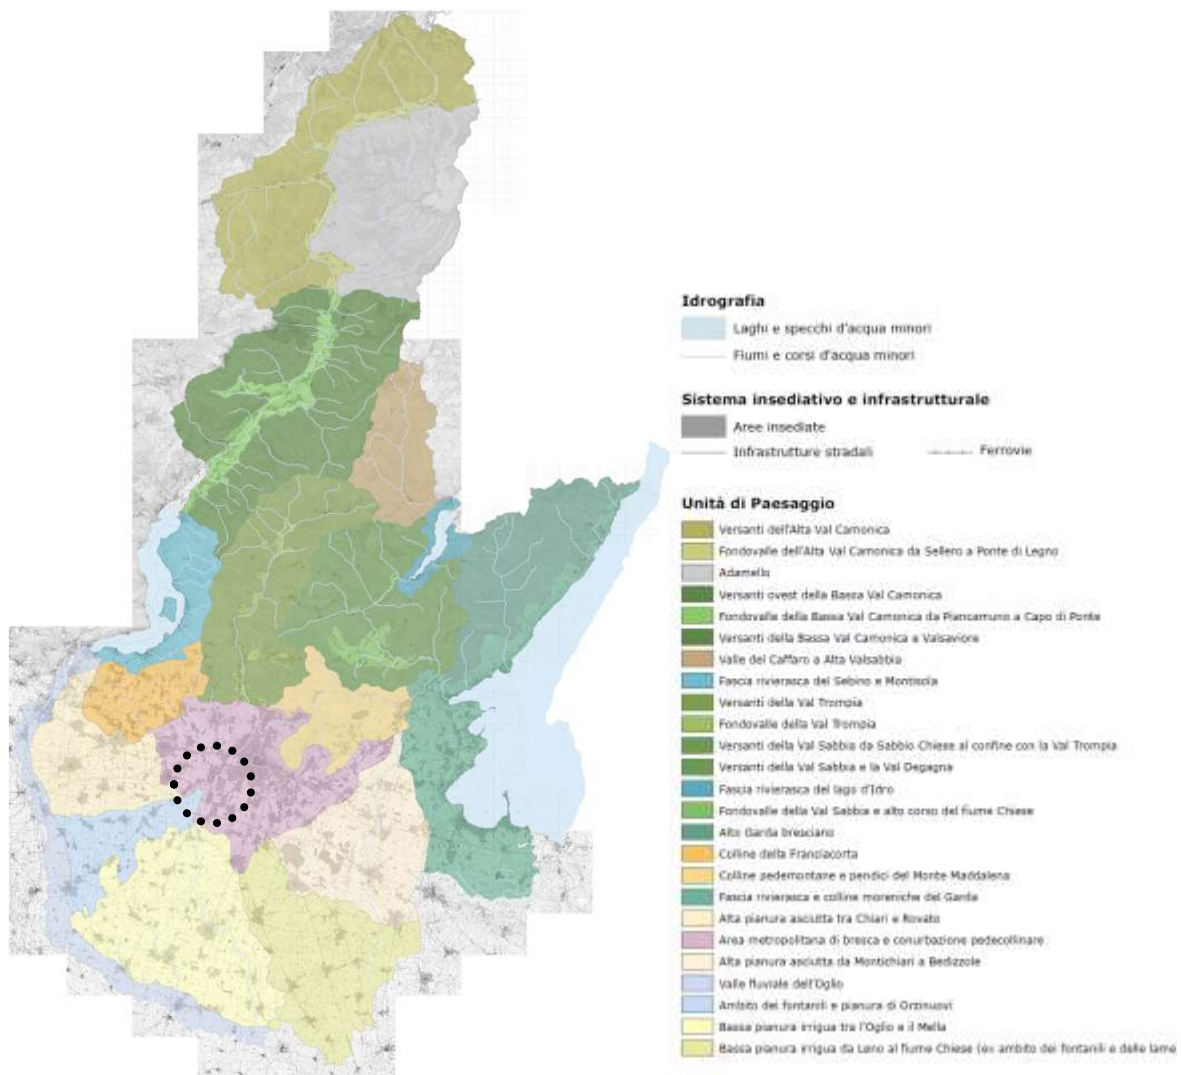 Idrografia
Laghi e specchi d'acqua minori
Fiumi e corsi d'acqua minori
Sistema insediativo e infrastrutturale
Aree insediate
Infrastrutture stradali
Ferrovie
Unità di Paesaggio
Versanti dell'Alta Val Camonica
Fondovalle dell'Alta Val Camonica da Sellero a Ponte di Legno
Adamello
Versanti ovest della Bassa Val Camonica
Fondovalle della Bassa Val Camonica da Piancamuno a Capo di Ponte
Versanti della Bassa Val Camonica e Valsaviore
Valle del Caffaro e Alta Valsabbia
Fascia rivierasca del Sebino e Montisola
Versanti della Val Trompia
Fondovalle della Val Trompia
Versanti della Val Sabbia da Sabbio Chiese al confine con la Val Trompia
Versanti della Val Sabbia e la Val Degagna
Fascia rivierasca del lago d'Idro
Fondovalle della Val Sabbia e alto corso del fiume Chiese
Alto Garda bresciano
Colline della Franciacorta
Colline pedemontane e pendici del Monte Maddalena
Fascia rivierasca e colline moreniche del Garda
Alta pianura asciutta tra Chiari e Rovato
Area metropolitana di bresca e conurbazione pedecollinare
Alta pianura asciutta da Montichiari a Bedizzole
Valle fluviale dell'Oglio
Ambito dei fontanili e pianura di Orzinuovi
Bassa pianura irrigua tra l'Oglio e il Mella
Bassa pianura irrigua da Leno al fiume Chiese (ex ambito dei fontanili e delle lame